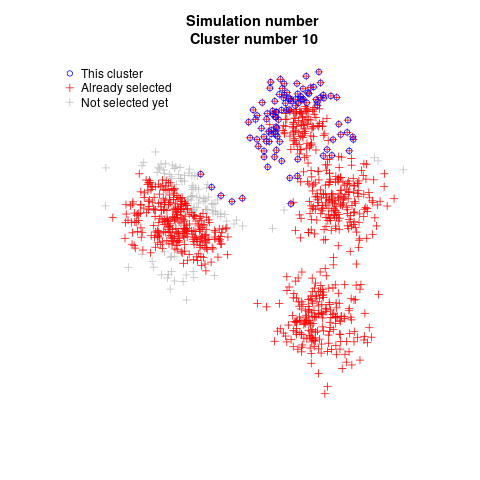 Simulation number
Cluster number 10
This cluster
Already selected
Not selected yet